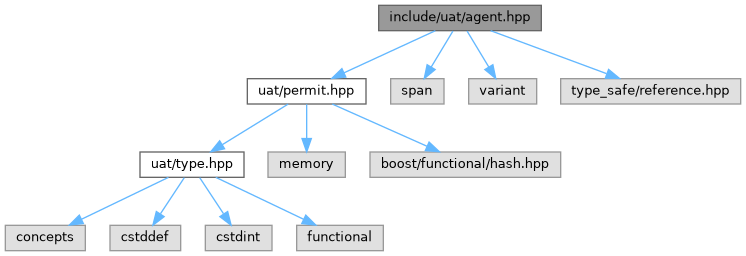 include/uat/agent.hpp
uat/permit.hpp
span
variant
type_safe/reference.hpp
uat/type.hpp
memory
boost/functional/hash.hpp
concepts
cstddef
cstdint
functional